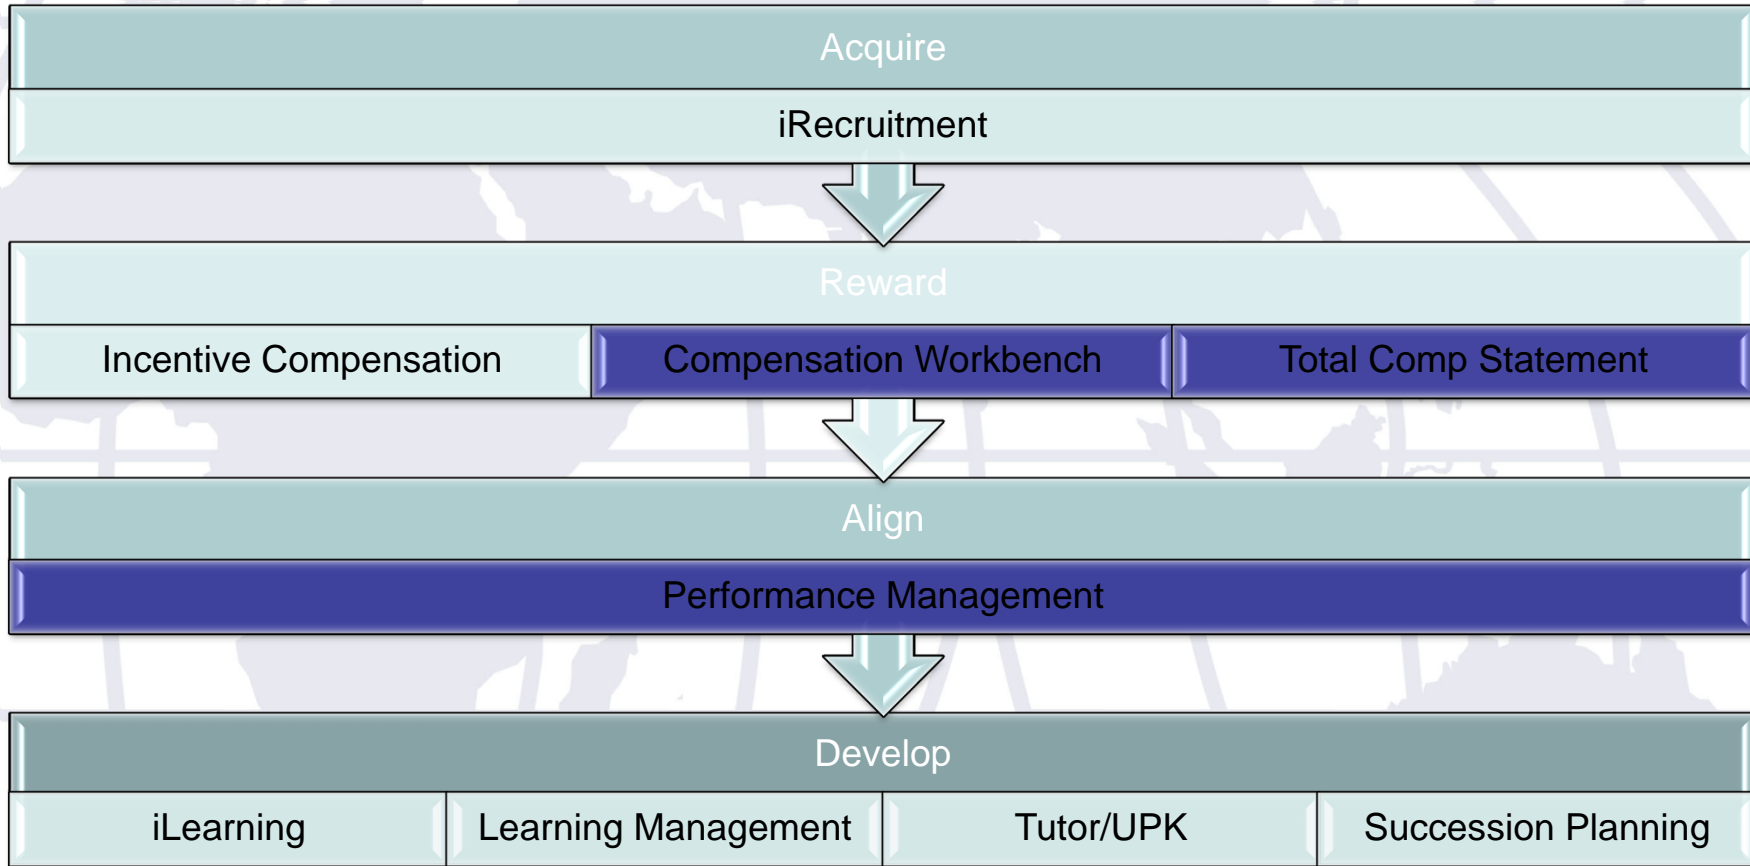 Acquire
iRecruitment
Reward
Incentive Compensation
Compensation Workbench
Total Comp Statement
Align
Performance Management
Develop
iLearning
Learning Management
Tutor/UPK
Succession Planning